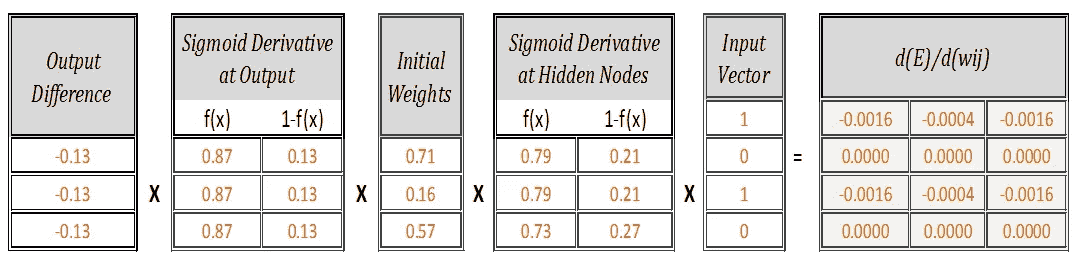 Output Difference
Sigmoid Derivative at Output
Initial Weights
Sigmoid Derivative at Hidden Nodes
Input Vector
d(E)/d(wij)
f(x) 1-f(x) f(x) 1-f(x) 1 -0.0016 -0.0004 -0.0016
-0.13 0.87 0.13 0.71 0.79 0.21 0 = 0.0000 0.0000 0.0000
-0.13 X 0.87 0.13 X 0.16 X 0.79 0.21 X 1 -0.0016 -0.0004 -0.0016
-0.13 0.87 0.13 0.57 0.73 0.27 0 0.0000 0.0000 0.0000